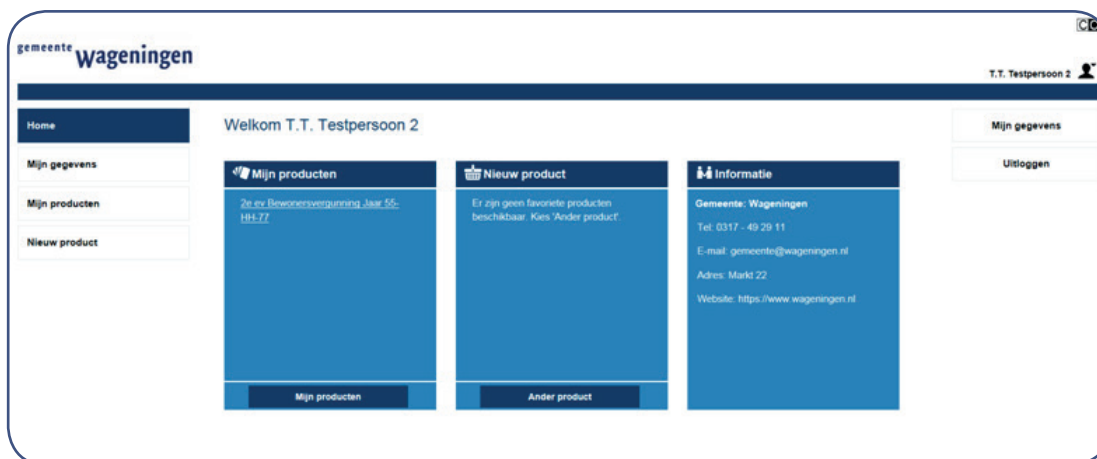 gemeente wageningen
T.T. Testpersoon 2
Home
Mijn gegevens
Mijn producten
Nieuw product
Welkom T.T. Testpersoon 2
Mijn producten
2e ev Bewonersvergunning Jaar 55-
HH-77
Mijn producten
Nieuw product
Er zijn geen favoriete producten
beschikbaar. Kies 'Ander product'.
Ander product
Informatie
Gemeente: Wageningen
Tel: 0317 - 49 29 11
E-mail: gemeente@wageningen.nl
Adres: Markt 22
Website: https://www.wageningen.nl
Mijn gegevens
Uitloggen